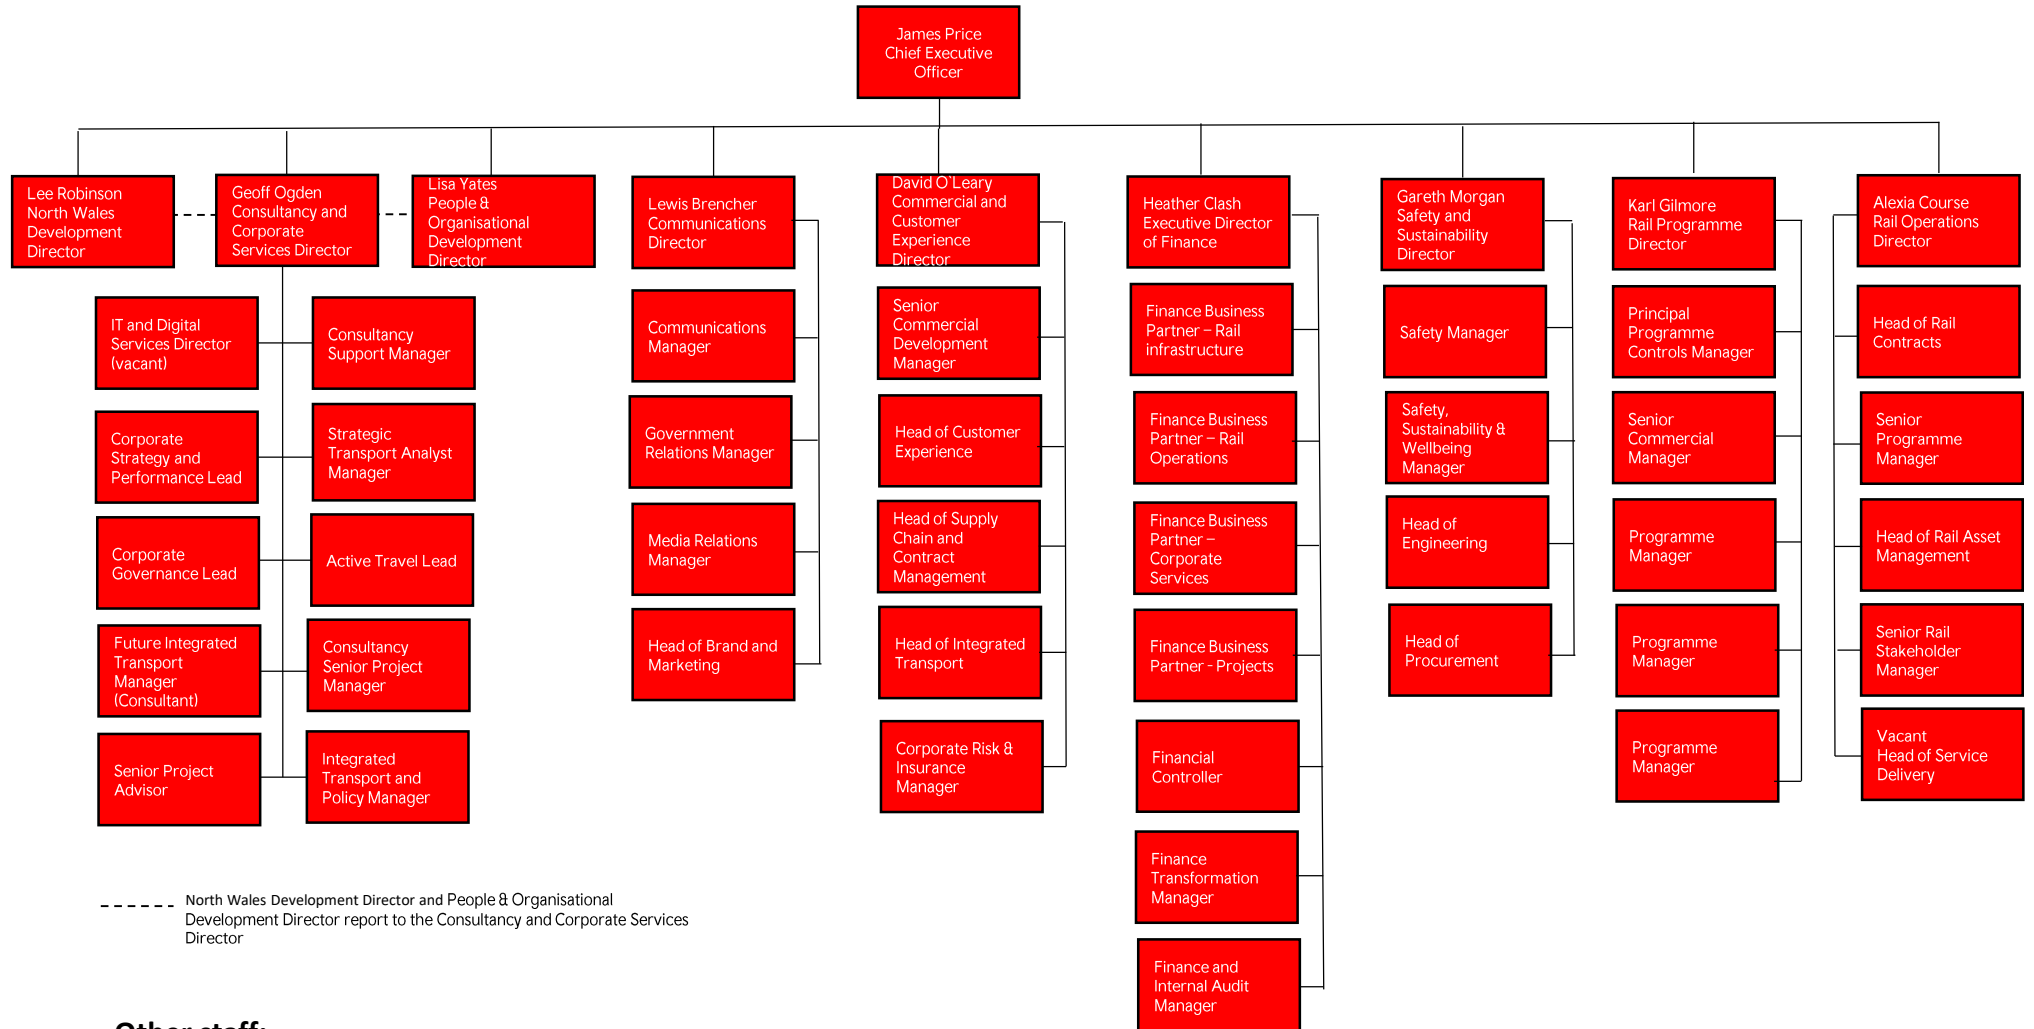 James Price
Chief Executive
Officer
Lee Robinson
North Wales
Development
Director
Geoff Ogden
Consultancy and
Corporate
Services Director
Lisa Yates
People &
Organisational
Development
Director
Lewis Brencher
Communications
Director
David O`Leary
Commercial and
Customer
Experience
Director
Heather Clash
Executive Director
of Finance
Gareth Morgan
Safety and
Sustainability
Director
Karl Gilmore
Rail Programme
Director
Alexia Course
Rail Operations
Director
IT and Digital
Services Director
(vacant)
Consultancy
Support Manager
Corporate
Strategy and
Performance Lead
Strategic
Transport Analyst
Manager
Corporate
Governance Lead
Active Travel Lead
Future Integrated
Transport
Manager
(Consultant)
Consultancy
Senior Project
Manager
Senior Project
Advisor
Integrated
Transport and
Policy Manager
Communications
Manager
Government
Relations Manager
Media Relations
Manager
Head of Brand and
Marketing
Senior
Commercial
Development
Manager
Head of Customer
Experience
Head of Supply
Chain and
Contract
Management
Head of Integrated
Transport
Corporate Risk &
Insurance
Manager
Finance Business
Partner – Rail
infrastructure
Finance Business
Partner – Rail
Operations
Finance Business
Partner –
Corporate
Services
Finance Business
Partner - Projects
Financial
Controller
Finance
Transformation
Manager
Finance and
Internal Audit
Manager
Safety Manager
Safety,
Sustainability &
Wellbeing
Manager
Head of
Engineering
Head of
Procurement
Principal
Programme
Controls Manager
Senior
Commercial
Manager
Programme
Manager
Programme
Manager
Programme
Manager
Head of Rail
Contracts
Senior
Programme
Manager
Head of Rail Asset
Management
Senior Rail
Stakeholder
Manager
Vacant
Head of Service
Delivery
North Wales Development Director and People & Organisational
Development Director report to the Consultancy and Corporate Services
Director
Other staff: